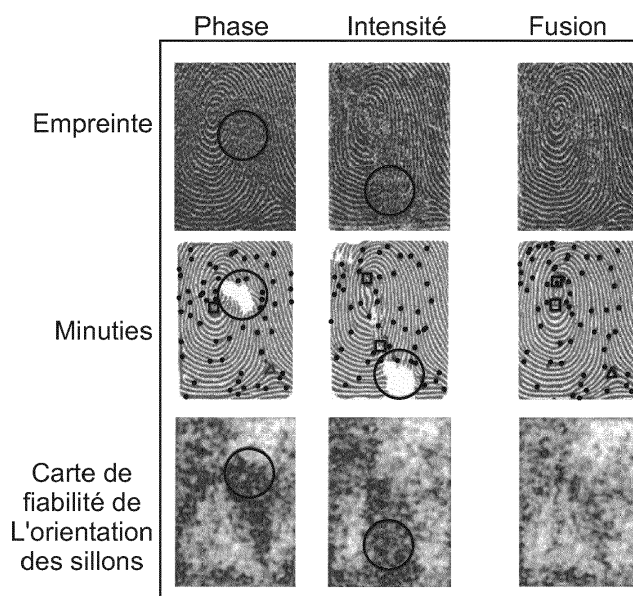 Phase Intensité Fusion
Empreinte
Minuties
Carte de
fiabilité de
L'orientation
des sillons